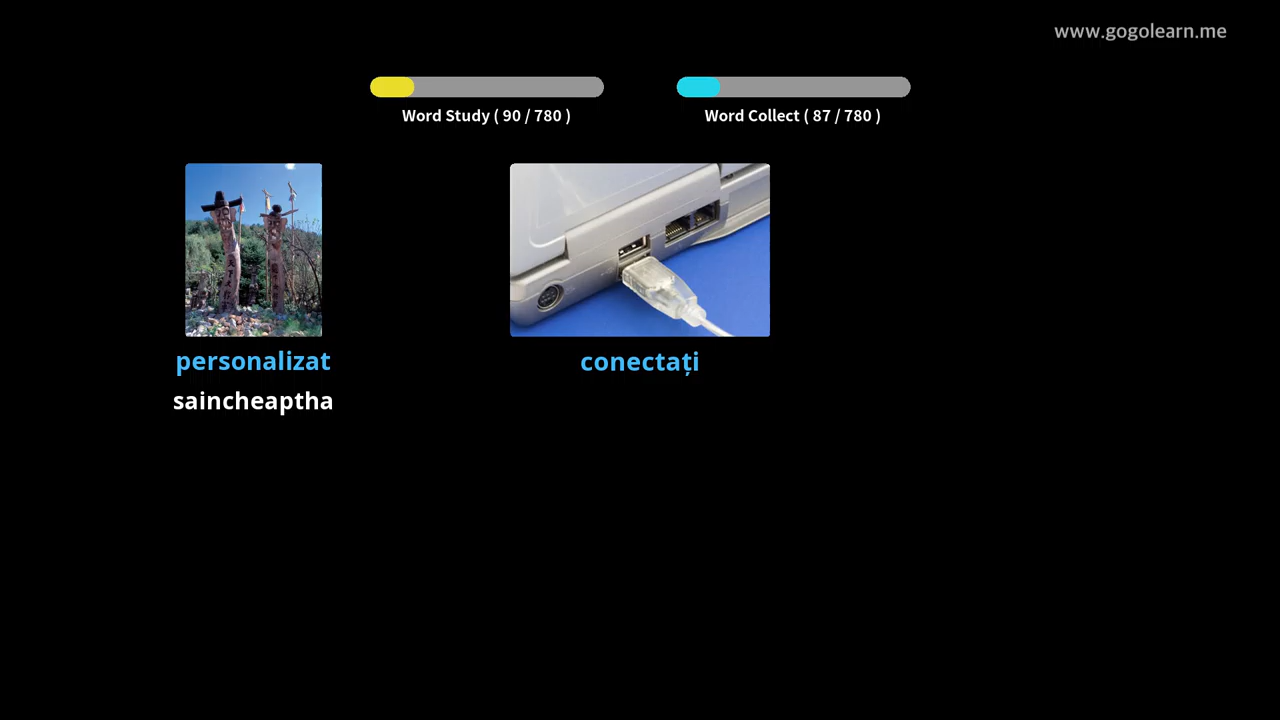 www.gogolearn.me
Word Study ( 90 / 780 )
Word Collect ( 87 / 780 )
personalizat
saincheaptha
conectați